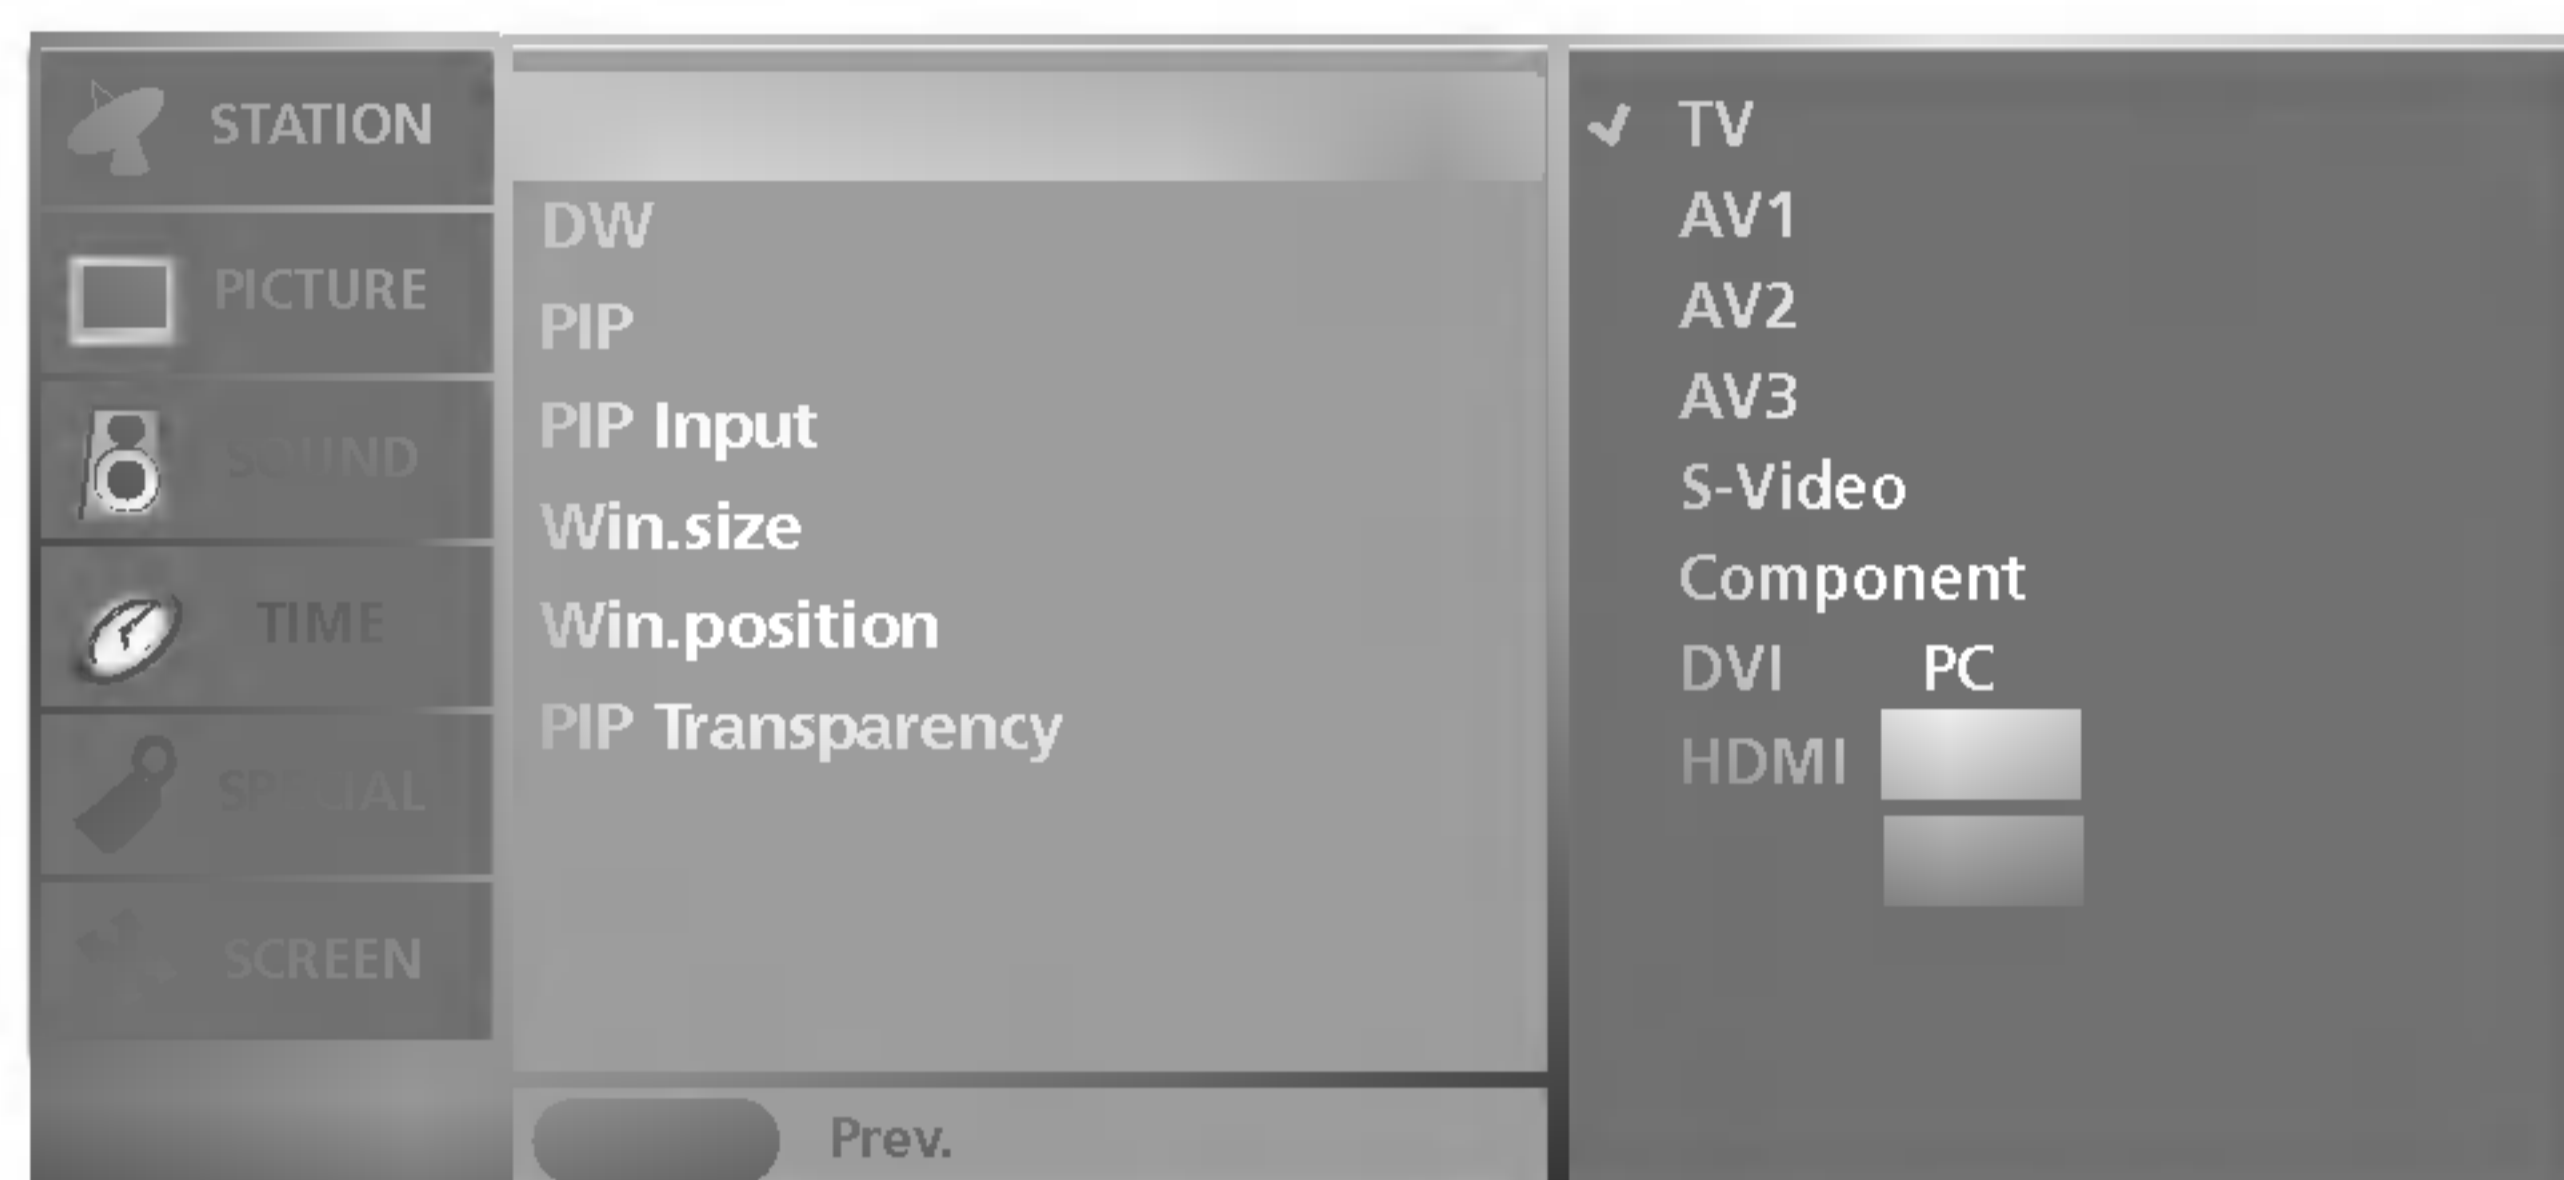 STATION
PICTURE
SOUND
TIME
SPECIAL
SCREEN
DW
PIP
PIP Input
Win.size
Win.position
PIP Transparency
Prev.
TV
AV1
AV2
AV3
S-Video
Component
DVI PC
HDMI